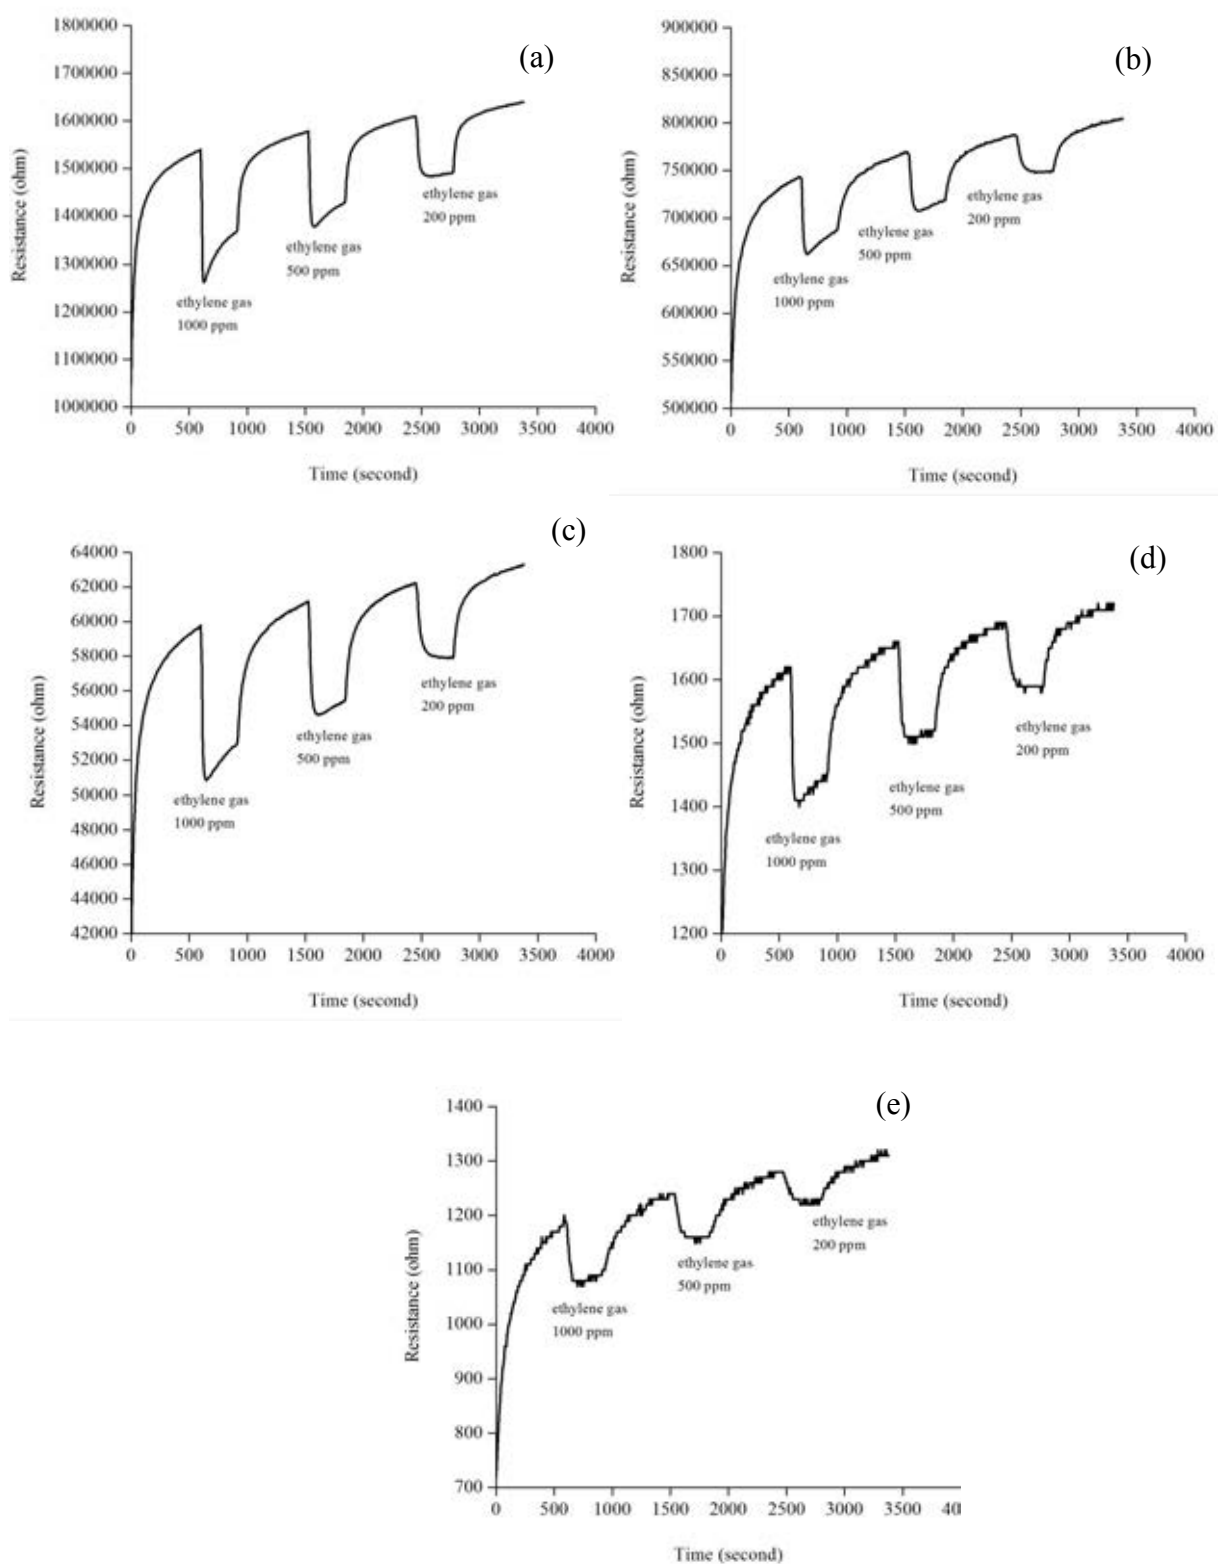 (a)
1800000
1700000
1600000
1500000
1400000
1300000
1200000
1100000
1000000
Resistance (ohm)
ethylene gas
1000 ppm
ethylene gas
500 ppm
ethylene gas
200 ppm
0 500 1000 1500 2000 2500 3000 3500 4000
Time (second)
(b)
900000
850000
800000
750000
700000
650000
600000
550000
500000
Resistance (ohm)
ethylene gas
1000 ppm
ethylene gas
500 ppm
ethylene gas
200 ppm
0 500 1000 1500 2000 2500 3000 3500 4000
Time (second)
(c)
64000
62000
60000
58000
56000
54000
52000
50000
48000
46000
44000
42000
Resistance (ohm)
ethylene gas
1000 ppm
ethylene gas
500 ppm
ethylene gas
200 ppm
0 500 1000 1500 2000 2500 3000 3500 4000
Time (second)
(d)
1800
1700
1600
1500
1400
1300
1200
Resistance (ohm)
ethylene gas
1000 ppm
ethylene gas
500 ppm
ethylene gas
200 ppm
0 500 1000 1500 2000 2500 3000 3500 4000
Time (second)
(e)
1400
1300
1200
1100
1000
900
800
700
Resistance (ohm)
ethylene gas
1000 ppm
ethylene gas
500 ppm
ethylene gas
200 ppm
0 500 1000 1500 2000 2500 3000 3500 40
Time (second)